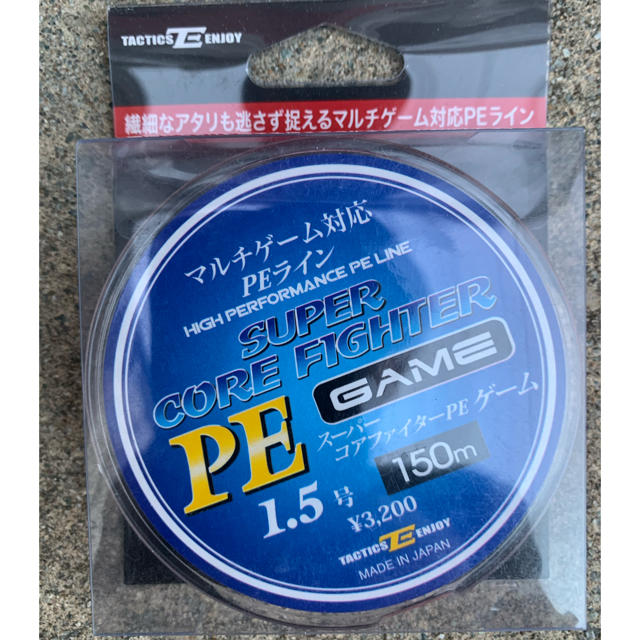 TACTICS TE ENJOY
繊細なアタリも逃さず捉えるマルチゲーム対応PEライン
マルチゲーム対応
PEライン
HIGH PERFORMANCE PE LINE
SUPER
CORE FIGHTER
GAME
PE
スーパー
コアファイターPE ゲーム
150m
1.5号
¥3,200
TACTICS TE ENJOY
MADE IN JAPAN